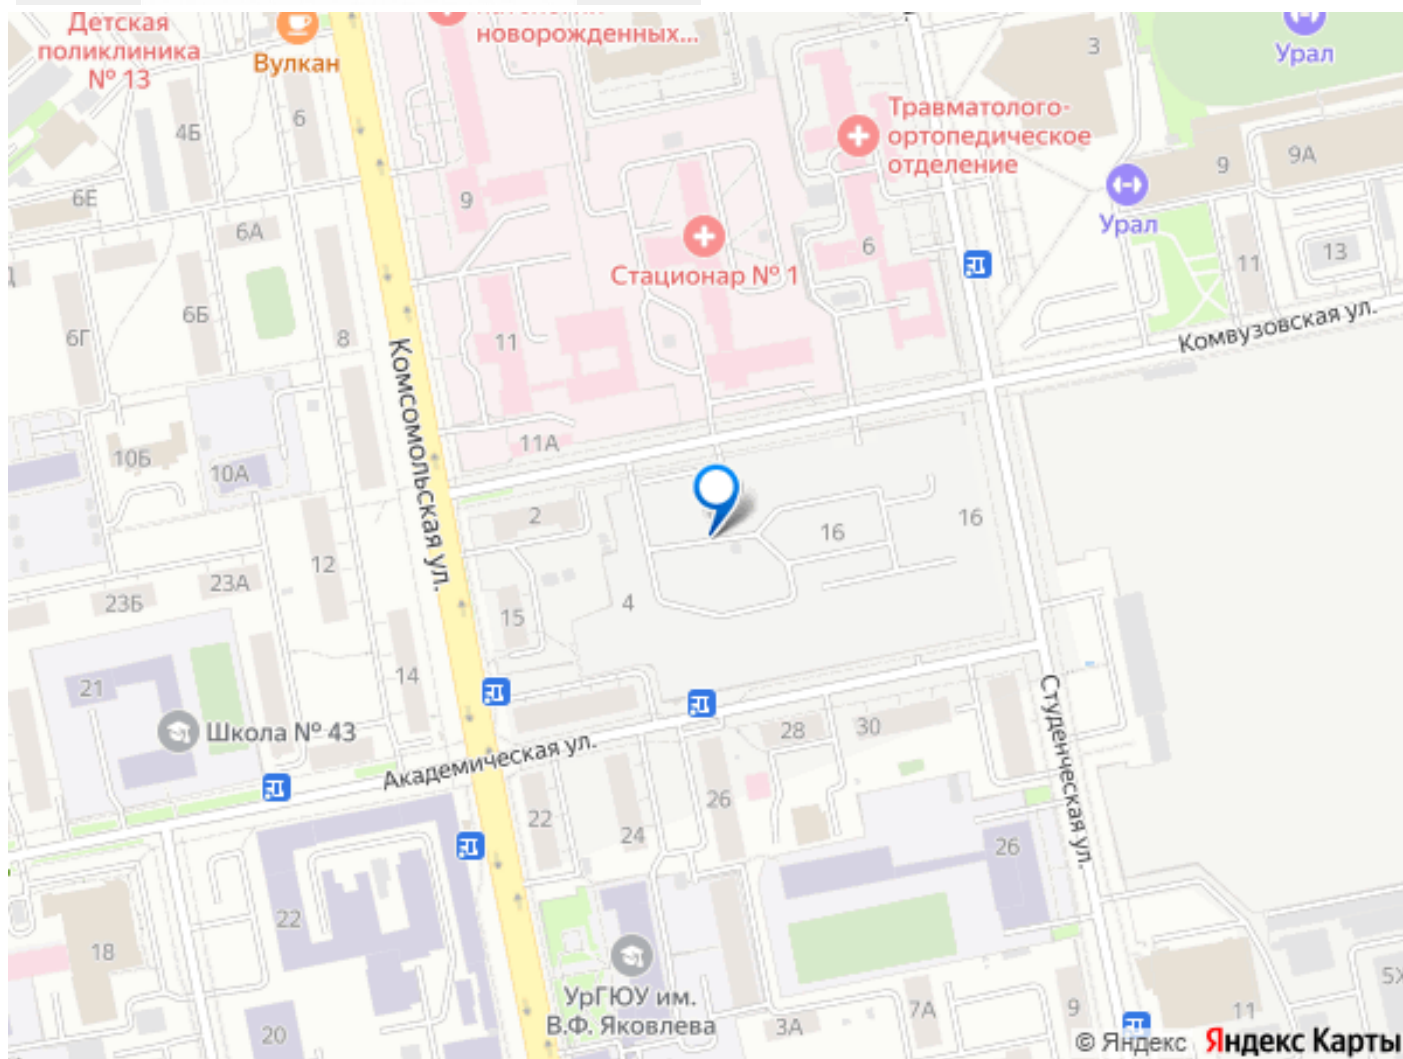 новорожденных...
Детская
поликлиника
№ 13
Вулкан
3
Урал
4Б
6
Травматолого-
ортопедическое
отделение
9
9А
6Е
9
Урал
6А
6
11
13
Стационар № 1
6Б
6Г
8
11
Комвузовская ул.
Комсомольская ул.
11А
10Б
10А
2
16
16
12
23А
23Б
15
4
14
21
Школа № 43
28
30
Студенческая ул.
Академическая ул.
26
22
24
26
22
18
УрГЮУ им.
В.Ф. Яковлева
20
3А
7А
9
11
© Яндекс Яндекс Карты